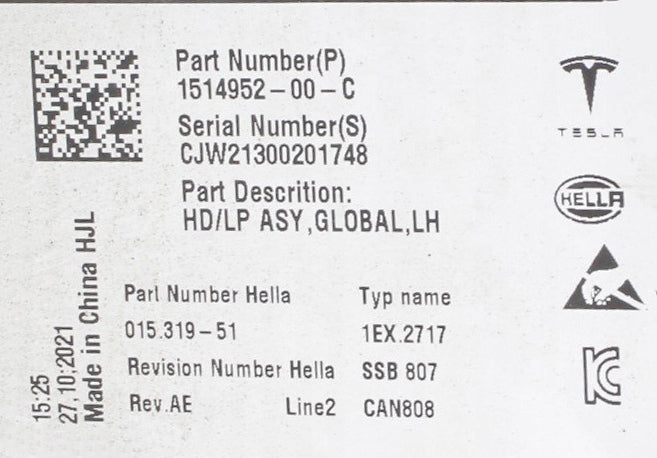 Part Number(P)
1514952-00-C
Serial Number(S)
CJW21300201748
Part Descrition:
HD/LP ASY,GLOBAL,LH
TESLA
HELLA
Part Number Hella Typ name
015.319-51 1EX.2717
Revision Number Hella SSB 807
Rev.AE Line2 CAN808
15:25
27,10,2021
Made in China HJL
KC